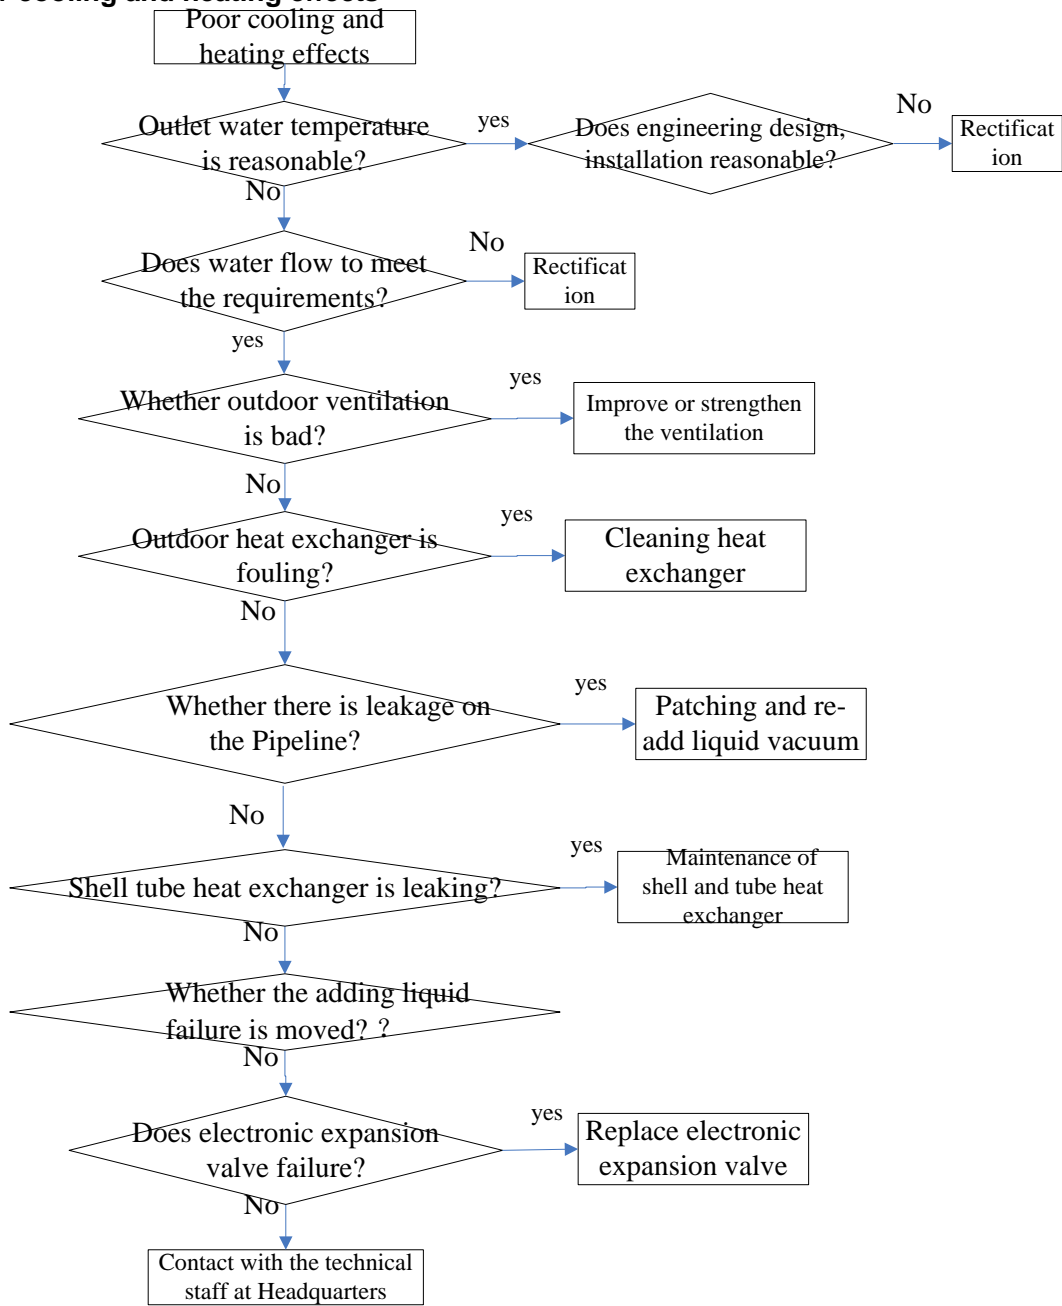 cooling and heating effects
Poor cooling and
heating effects
Outlet water temperature
is reasonable?
yes
Does engineering design,
installation reasonable?
No
Rectificat
ion
No
Does water flow to meet
the requirements?
No
Rectificat
ion
yes
Whether outdoor ventilation
is bad?
yes
Improve or strengthen
the ventilation
No
Outdoor heat exchanger is
fouling?
yes
Cleaning heat
exchanger
No
Whether there is leakage on
the Pipeline?
yes
Patching and re-
add liquid vacuum
No
Shell tube heat exchanger is leaking?
yes
Maintenance of
shell and tube heat
exchanger
No
Whether the adding liquid
failure is moved? ?
No
Does electronic expansion
valve failure?
yes
Replace electronic
expansion valve
No
Contact with the technical
staff at Headquarters